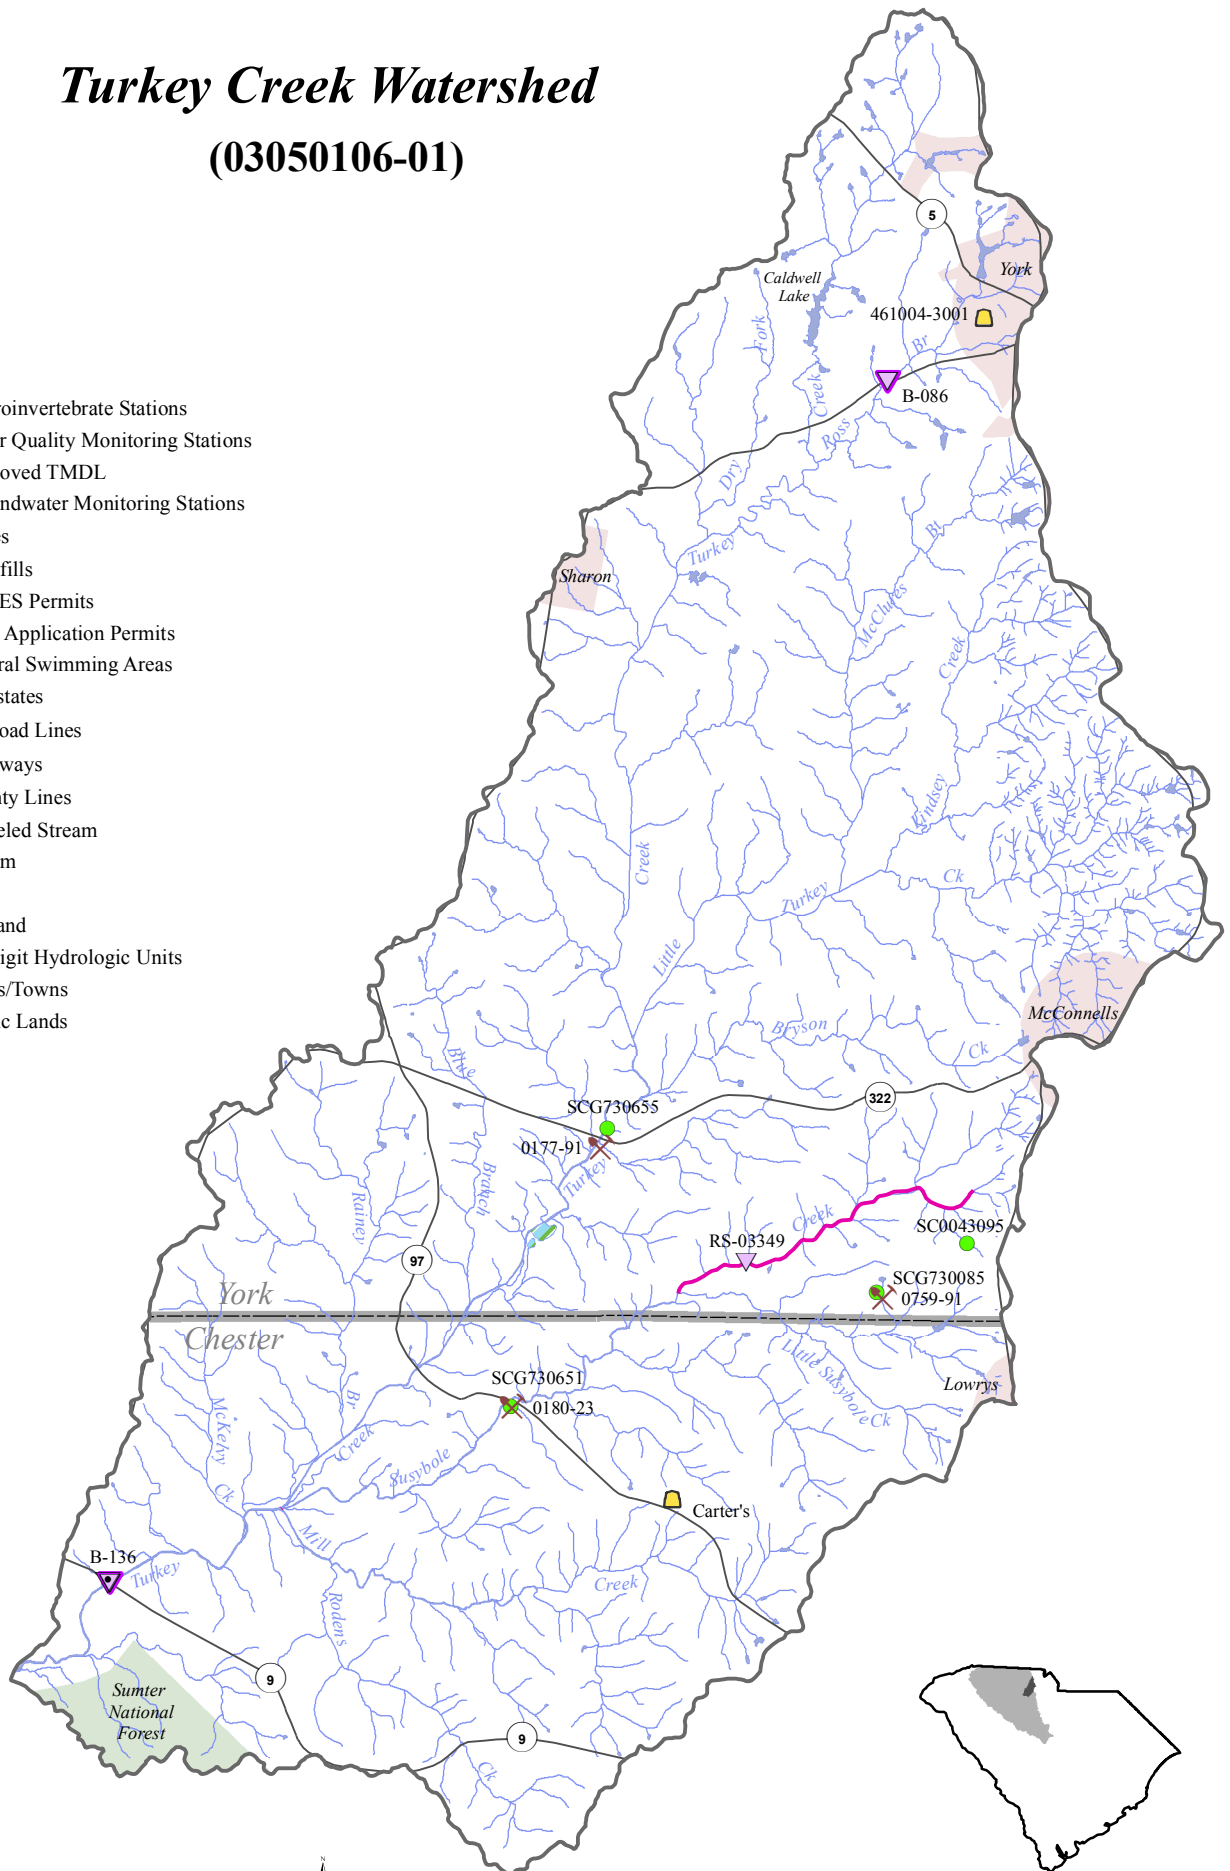 Turkey Creek Watershed
(03050106-01)
5
York
Caldwell
Lake
461004-3001
Fork
Br
Creek
B-086
Ross
Dry
roinvertebrate Stations
r Quality Monitoring Stations
oved TMDL
ndwater Monitoring Stations
es
fills
ES Permits
Application Permits
ral Swimming Areas
states
oad Lines
ways
nty Lines
eled Stream
m
and
igit Hydrologic Units
s/Towns
ic Lands
Turkey
Br
Sharon
McClures
Creek
Lindsey
Creek
Ck
Turkey
Little
McConnells
Bryson
Ck
Blue
322
SCG730655
0177-91
Turkey
Branch
Rainey
Creek
SC0043095
RS-03349
97
SCG730085
0759-91
York
Chester
Little Susybole Ck
Lowrys
SCG730651
0180-23
Br
McKelvy
Creek
Susybole
Ck
Carter's
Mill
B-136
Turkey
Creek
Roden's
9
Sumter
National
Forest
9
Ck
N